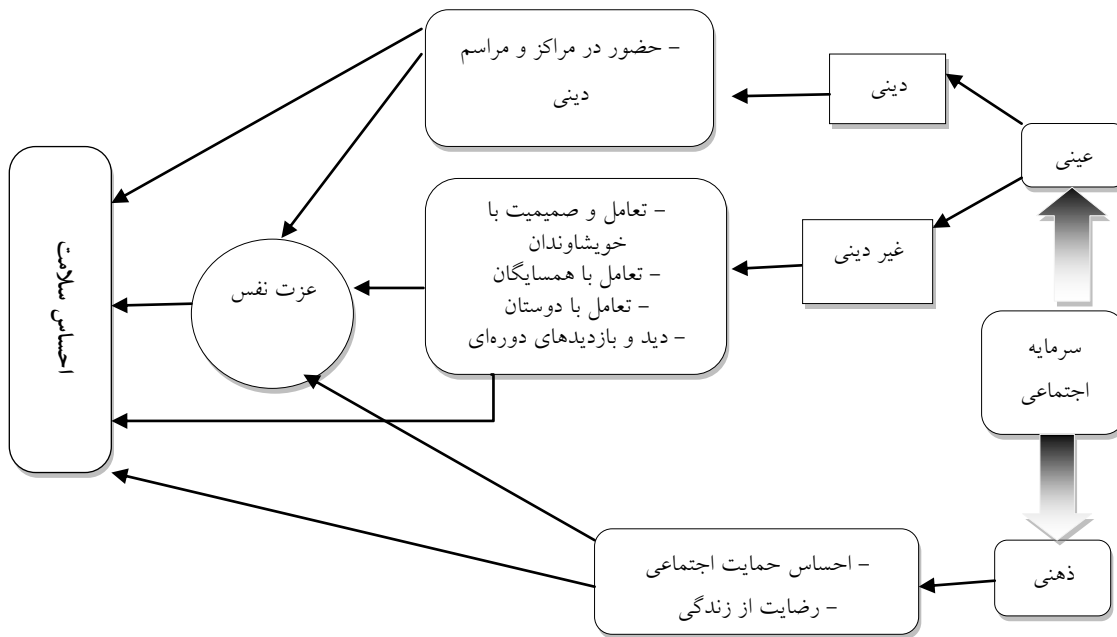 – حضور در مراکز و مراسم
دینی
دینی
عینی
– تعامل و صمیمیت با
خویشاوندان
– تعامل با همسایگان
– تعامل با دوستان
– دید و بازدیدهای دوره‌ای
غیر دینی
عزت نفس
احساس سلامت
سرمایه
اجتماعی
– احساس حمایت اجتماعی
– رضایت از زندگی
ذهنی